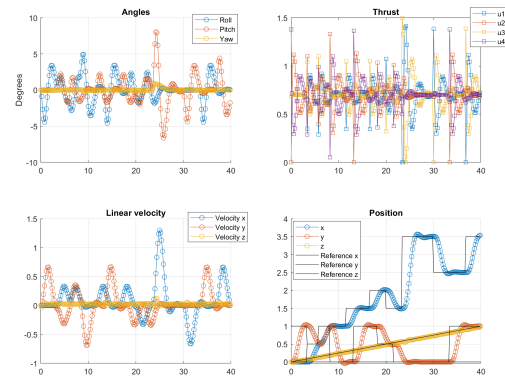 Angles
Thrust
10
5
0
-5
-10
Degrees
Roll
Pitch
Yaw
0 10 20 30 40
1.5
1
0.5
0
u1
u2
u3
u4
0 10 20 30 40
Linear velocity
Position
1.5
1
0.5
0
-0.5
-1
Velocity x
Velocity y
Velocity z
0 10 20 30 40
4
3.5
3
2.5
2
1.5
1
0.5
0
x
y
z
Reference x
Reference y
Reference z
0 10 20 30 40